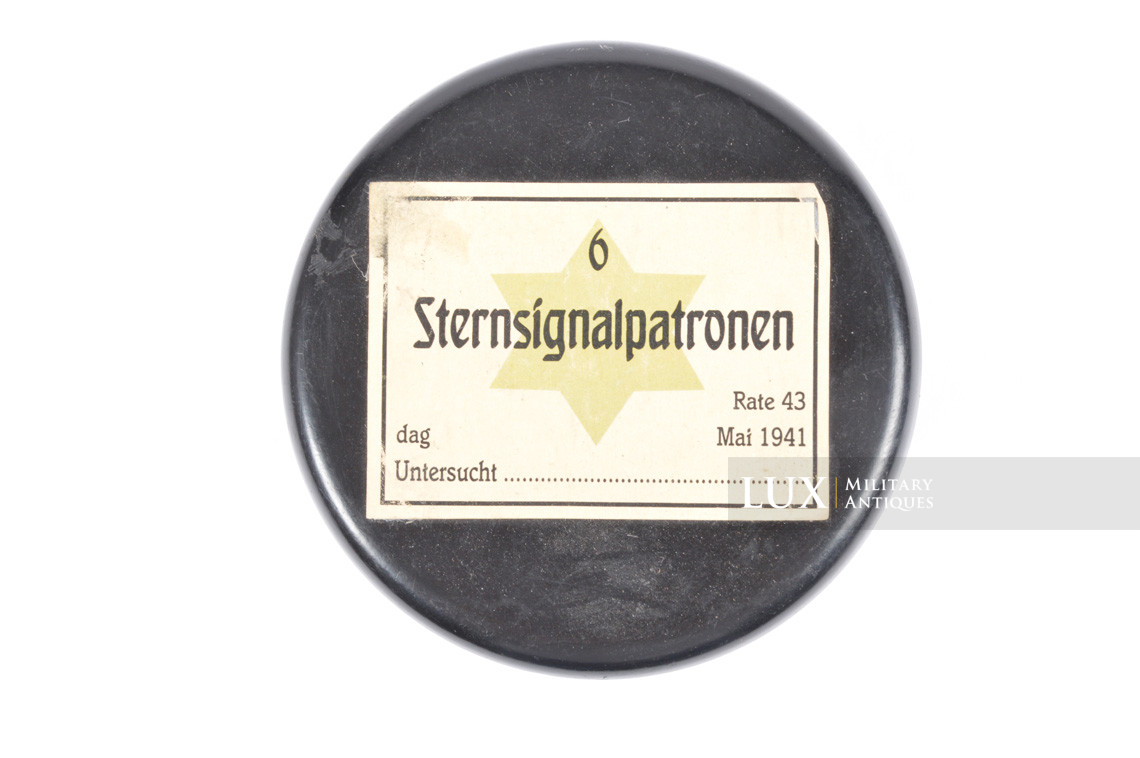 6
Sternsignalpatronen
Rate 43
dag Mai 1941
Untersucht ................................................
LUX MILITARY ANTIQUES